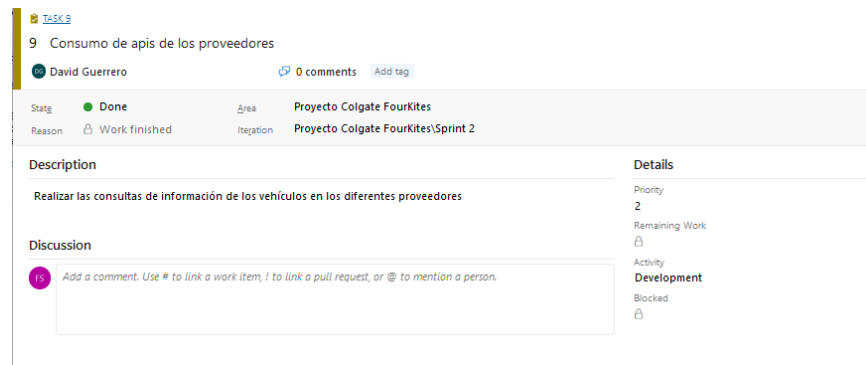 TASK 9
9 Consumo de apis de los proveedores
DG David Guerrero 0 comments Add tag
State Done Area Proyecto Colgate FourKites
Reason Work finished Iteration Proyecto Colgate FourKites\Sprint 2
Description
Realizar las consultas de información de los vehículos en los diferentes proveedores
Discussion
FS Add a comment. Use # to link a work item, ! to link a pull request, or @ to mention a person.
Details
Priority
2
Remaining Work
Activity
Development
Blocked